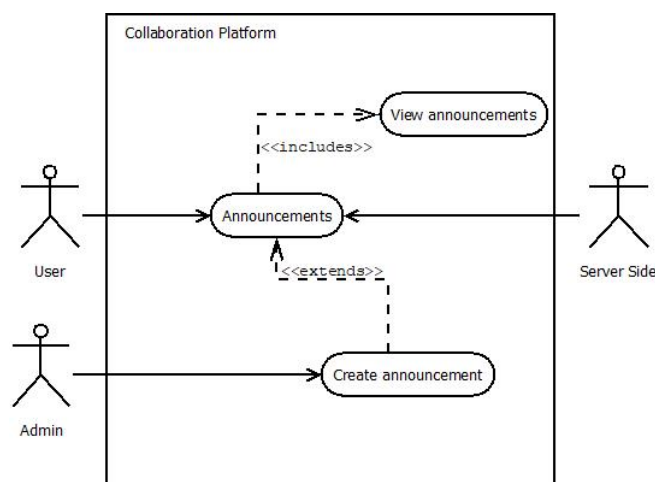 Collaboration Platform
View announcements
<<includes>>
Announcements
User
Server Side
<<extends>>
Create announcement
Admin